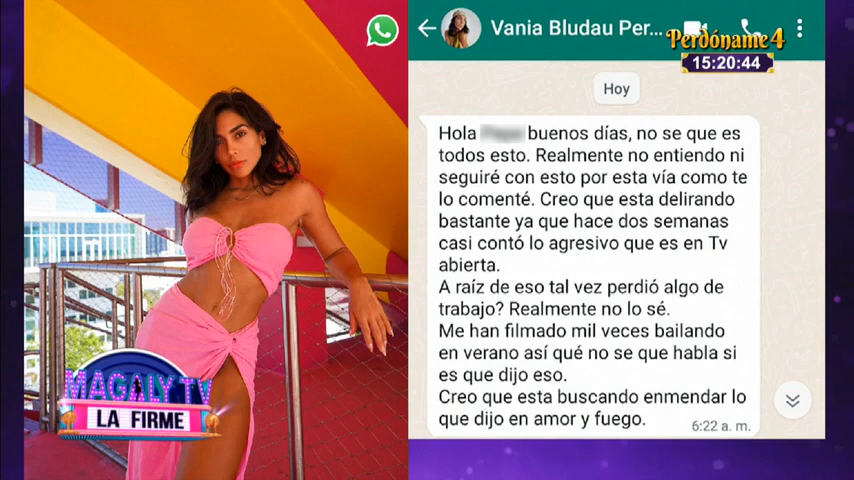 Vania Bludau Per...
Perdóname 4
15:20:44
Hoy
Hola buenos días, no se que es
todos esto. Realmente no entiendo ni
seguiré con esto por esta vía como te
lo comenté. Creo que esta delirando
bastante ya que hace dos semanas
casi contó lo agresivo que es en Tv
abierta.
A raíz de eso tal vez perdió algo de
trabajo? Realmente no lo sé.
Me han filmado mil veces bailando
en verano así qué no se que habla si
es que dijo eso.
Creo que esta buscando enmendar lo
que dijo en amor y fuego.
6:22 a. m.
MAGALY TV
LA FIRME